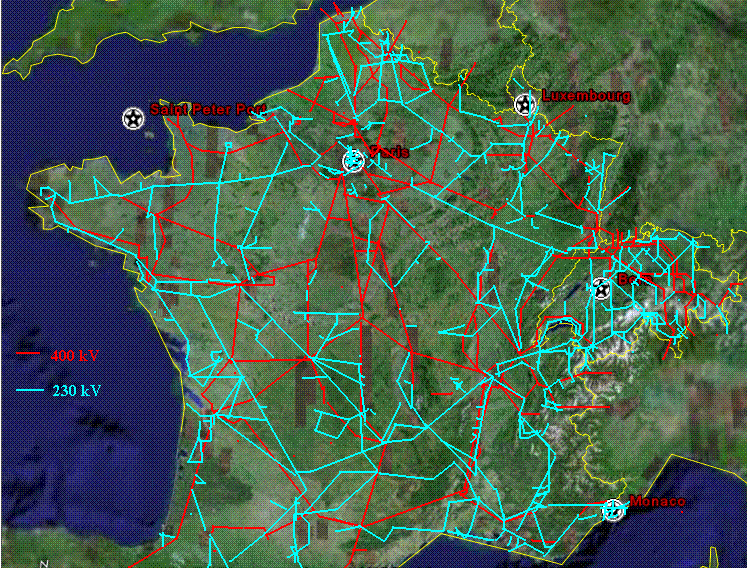 Luxembourg
Saint Peter Port
Paris
400 kV
230 kV
Monaco
N